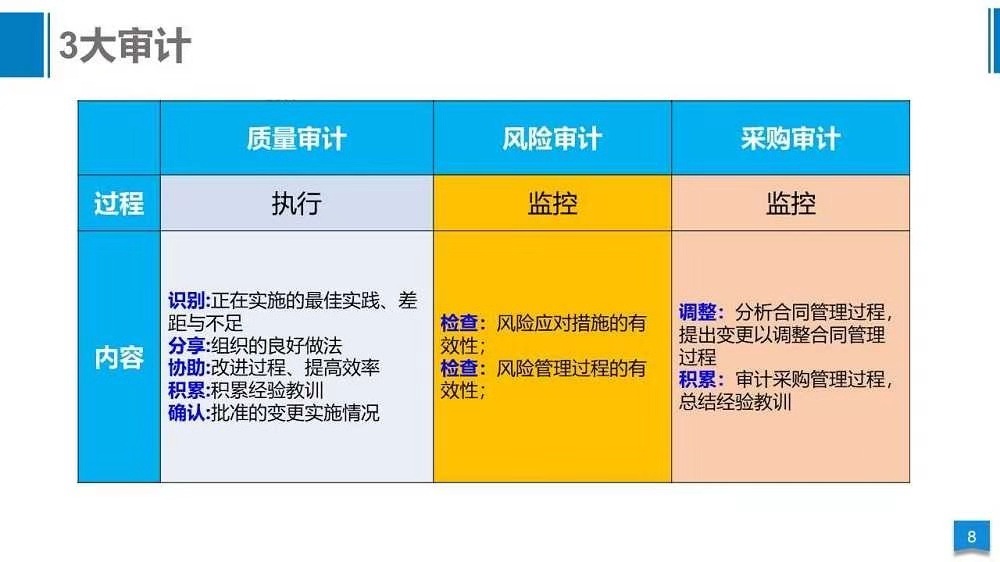 3大审计
质量审计
风险审计
采购审计
过程
执行
监控
监控
内容
识别:正在实施的最佳实践、差
距与不足
分享:组织的良好做法
协助:改进过程、提高效率
积累:积累经验教训
确认:批准的变更实施情况
检查：风险应对措施的有
效性；
检查：风险管理过程的有
效性；
调整：分析合同管理过程，
提出变更以调整合同管理
过程
积累：审计采购管理过程，
总结经验教训
8